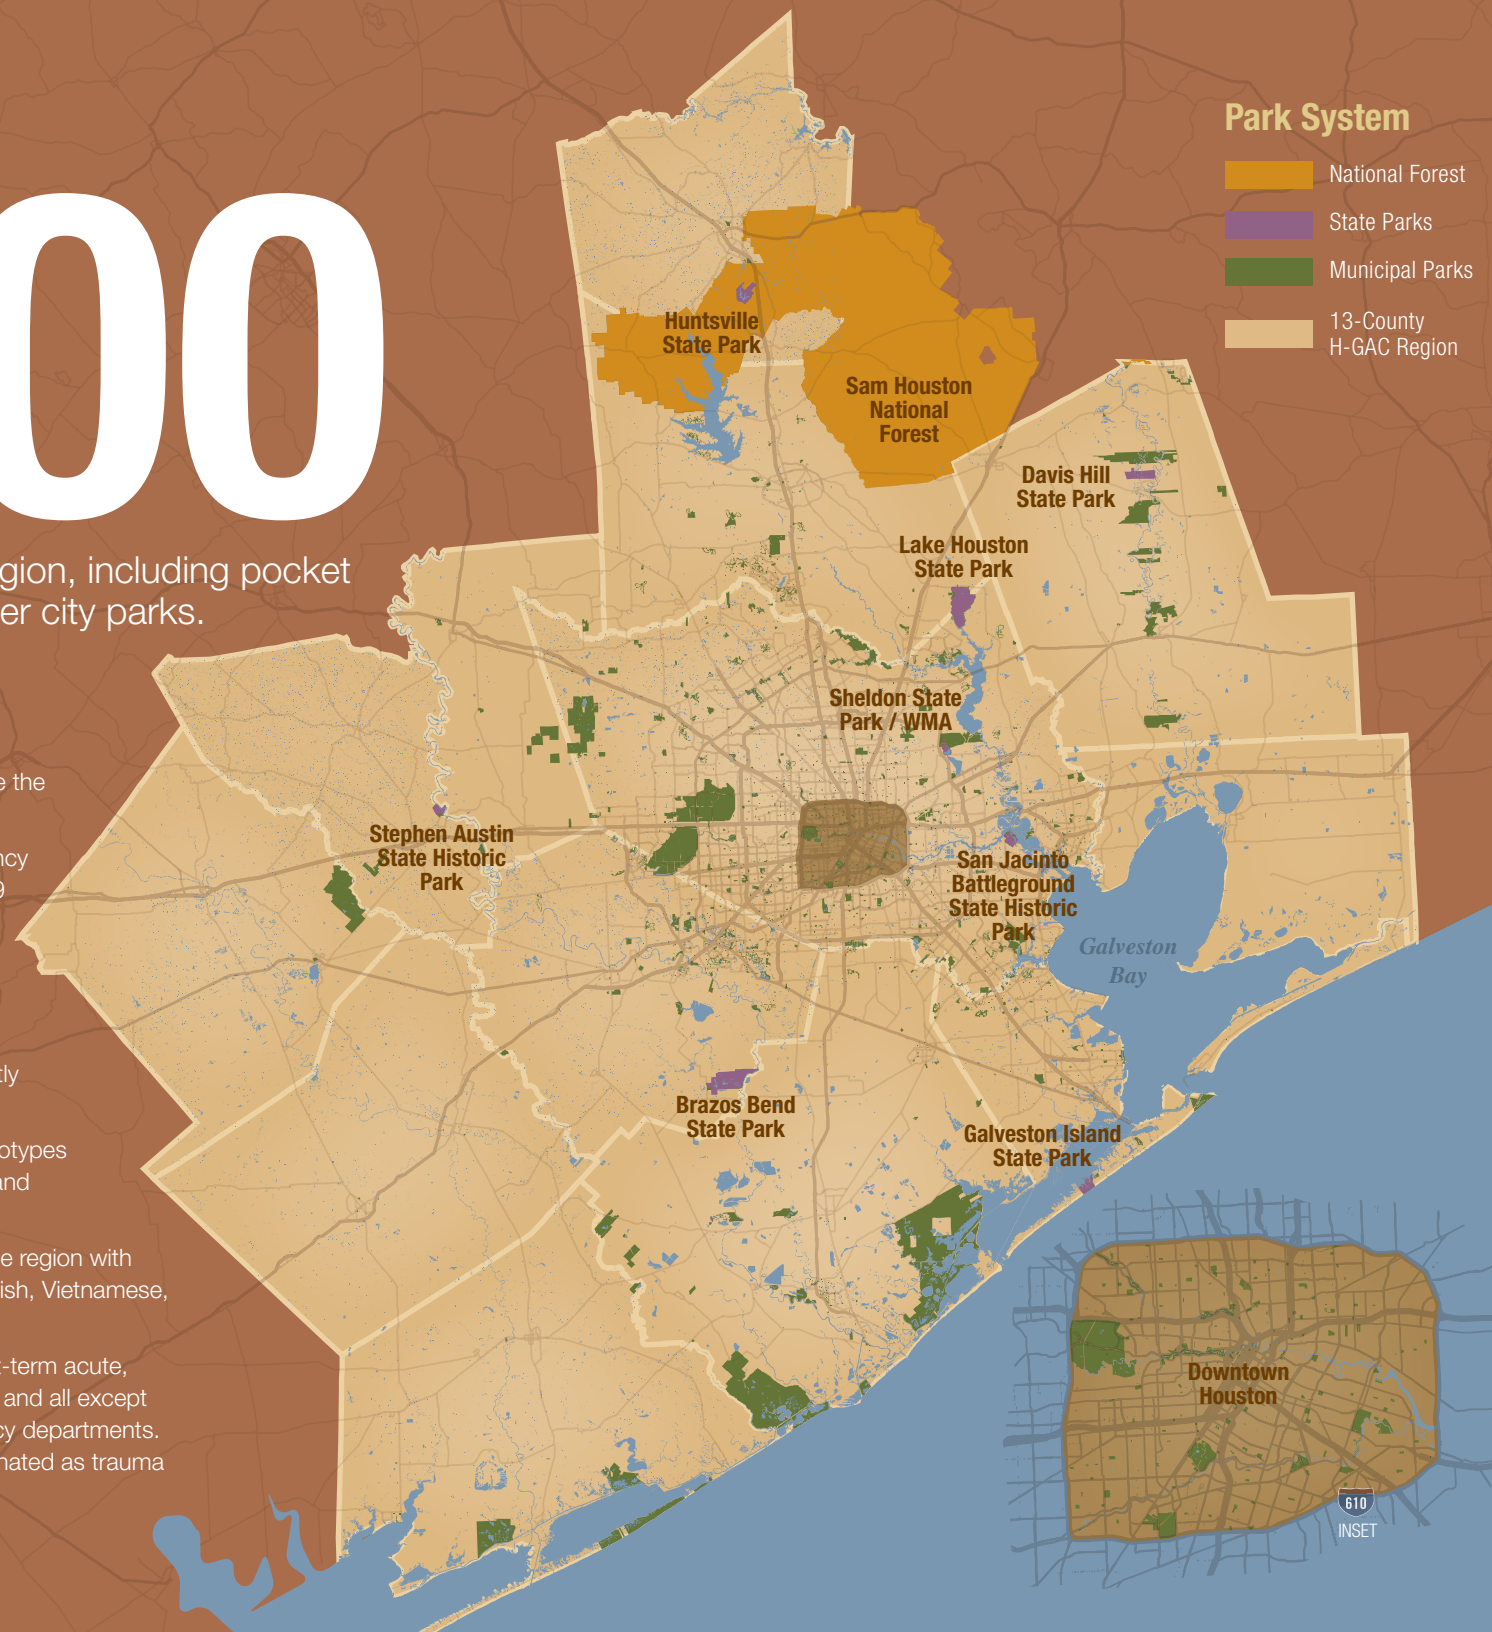 00
gion, including pocket
er city parks.
e the
ncy
9
tly
otypes
and
e region with
ish, Vietnamese,
t-term acute,
and all except
cy departments.
nated as trauma
Park System
National Forest
State Parks
Municipal Parks
13-County
H-GAC Region
Huntsville
State Park
Sam Houston
National
Forest
Davis Hill
State Park
Lake Houston
State Park
Sheldon State
Park / WMA
Stephen Austin
State Historic
Park
San Jacinto
Battleground
State Historic
Park
Galveston
Bay
Brazos Bend
State Park
Galveston Island
State Park
Downtown
Houston
610
INSET